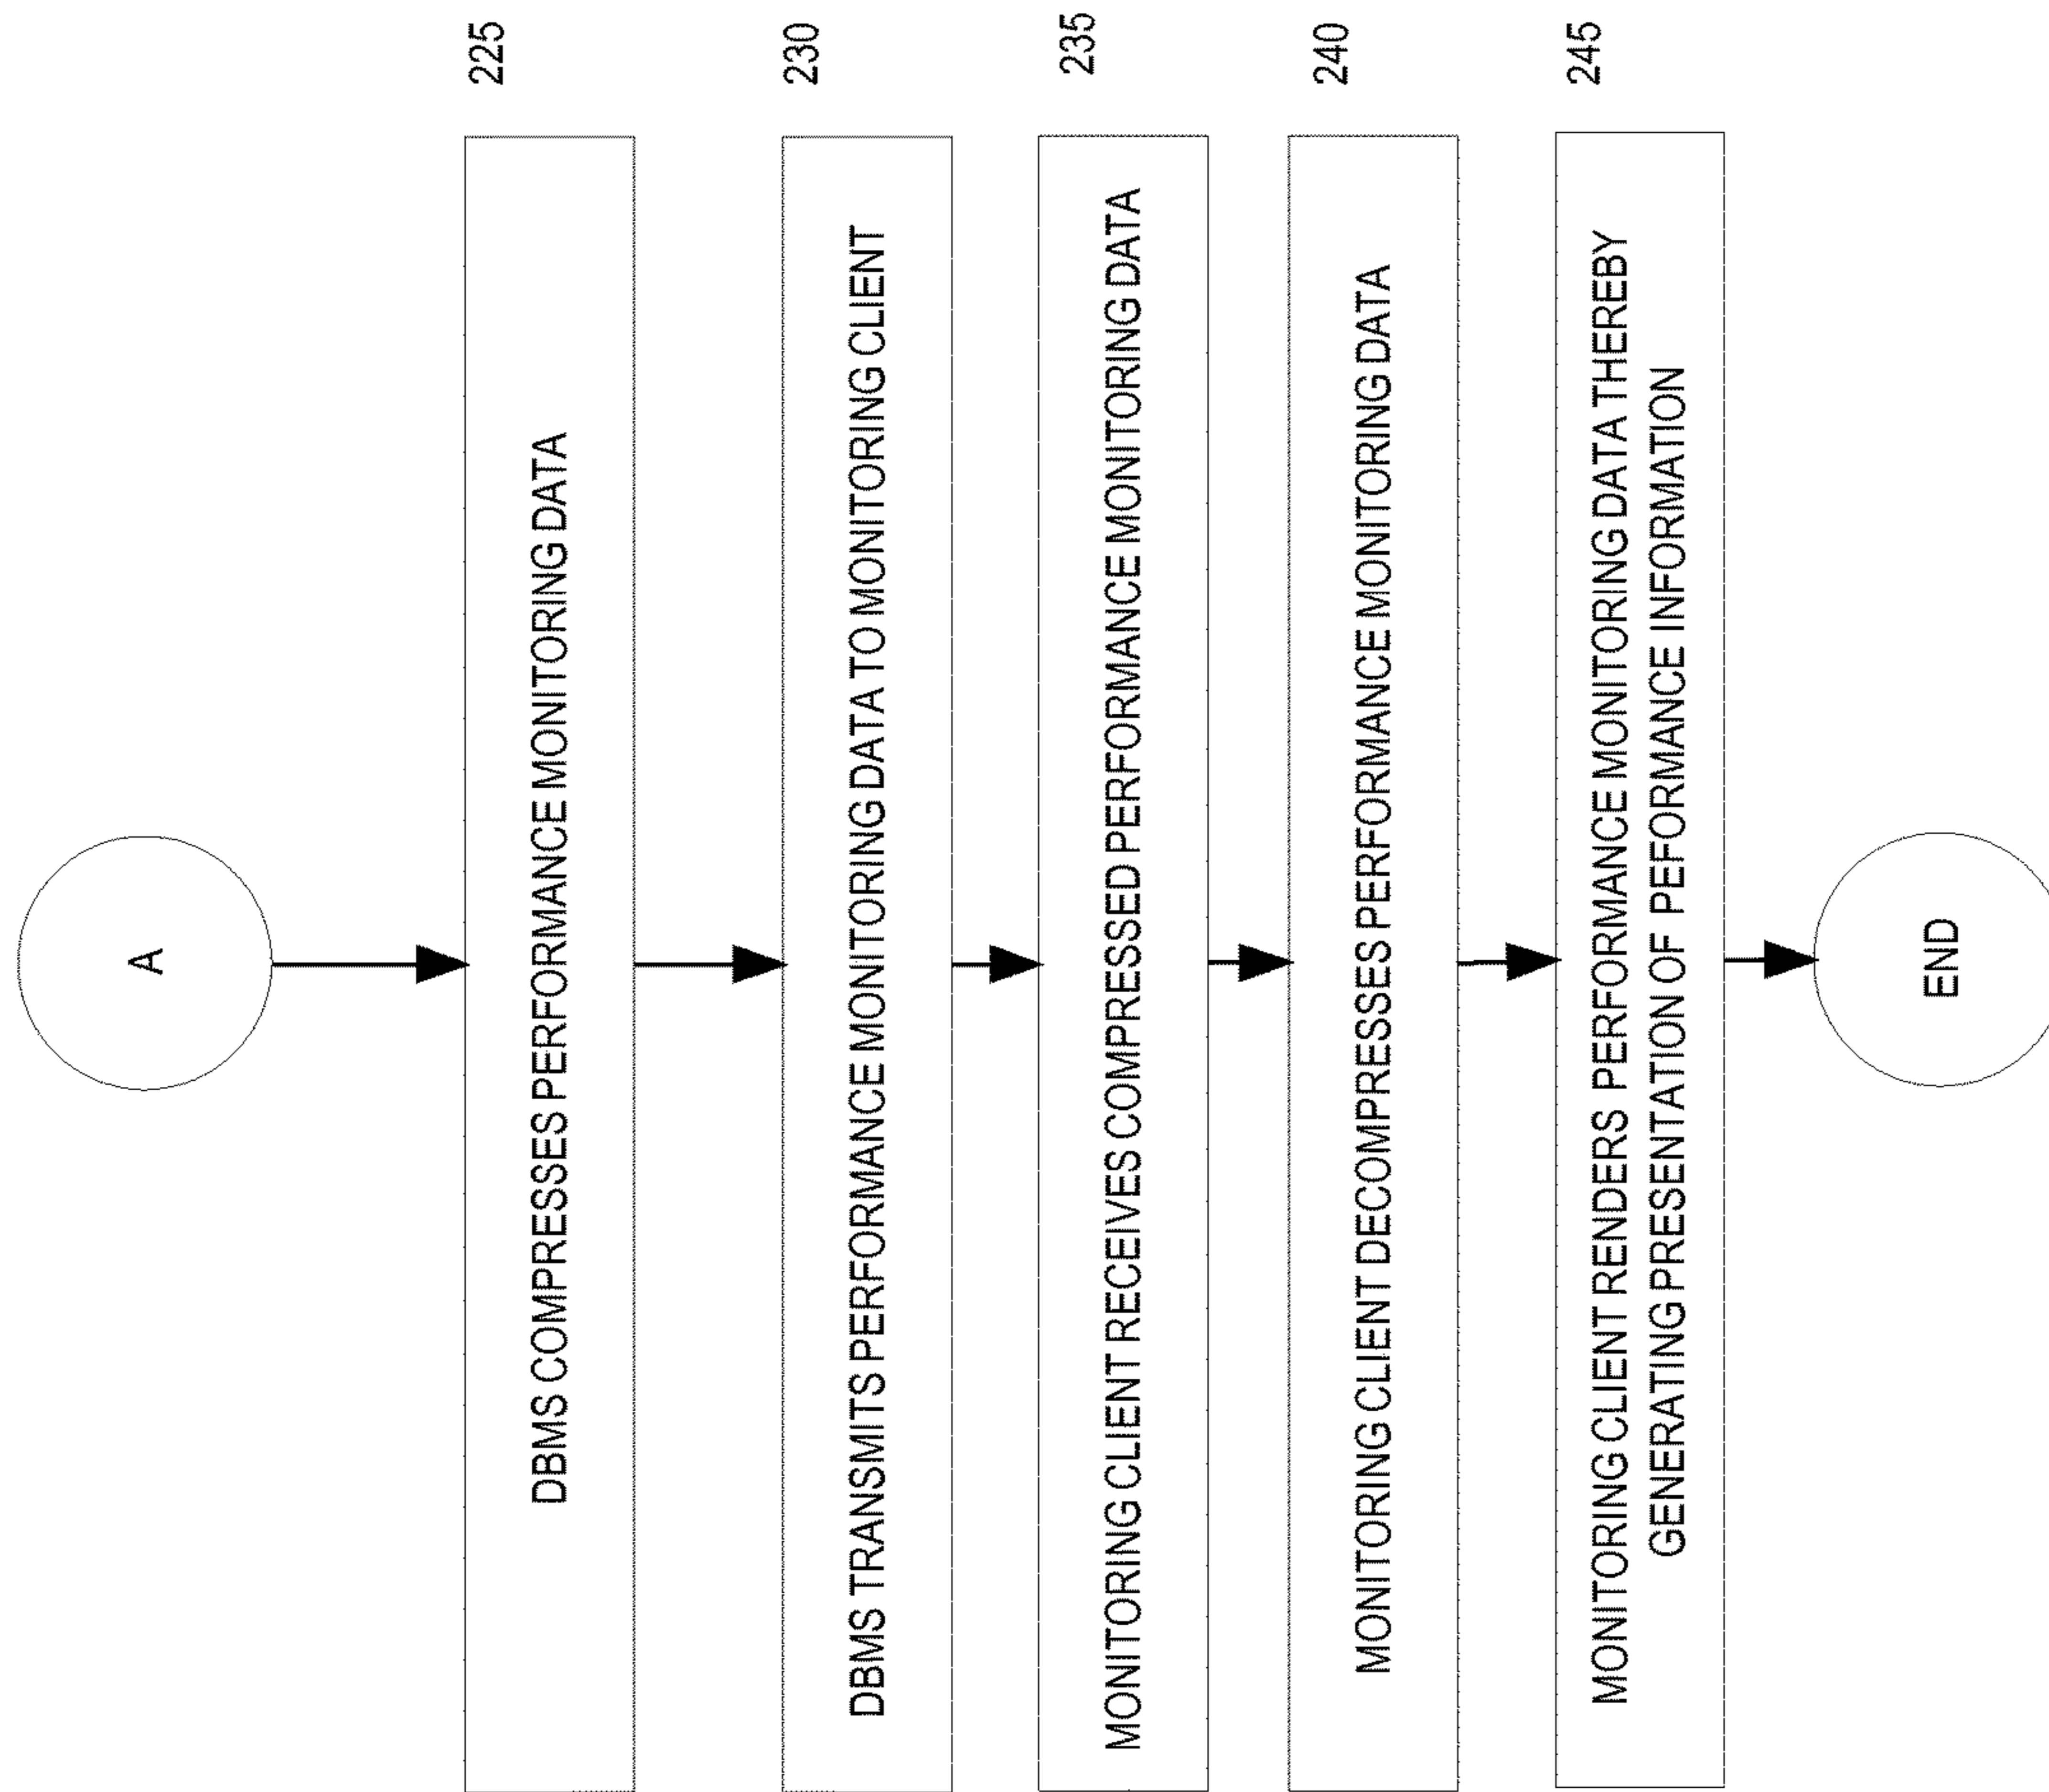 A
225
DBMS COMPRESSES PERFORMANCE MONITORING DATA
230
DBMS TRANSMITS PERFORMANCE MONITORING DATA TO MONITORING CLIENT
235
MONITORING CLIENT RECEIVES COMPRESSED PERFORMANCE MONITORING DATA
240
MONITORING CLIENT DECOMPRESSES PERFORMANCE MONITORING DATA
245
MONITORING CLIENT RENDERS PERFORMANCE MONITORING DATA THEREBY
GENERATING PRESENTATION OF PEFORMANCE INFORMATION
END